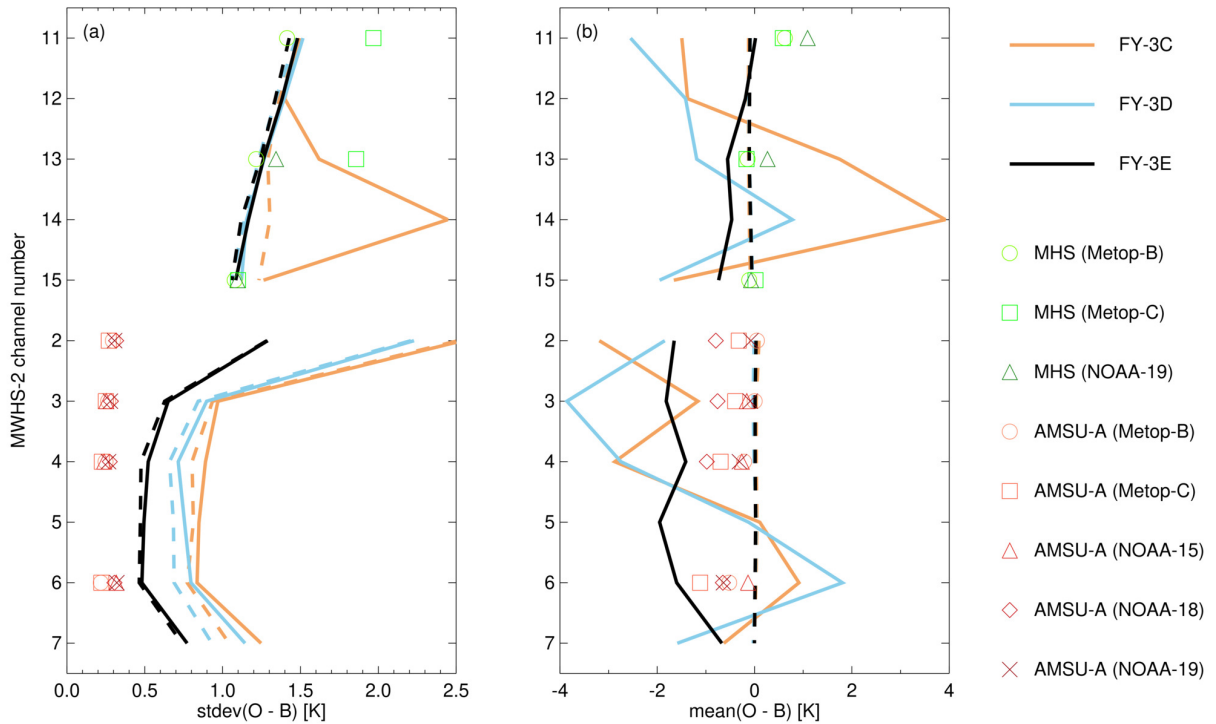 (a)
MWHS-2 channel number
11
12
13
14
15
2
3
4
5
6
7
0.0 0.5 1.0 1.5 2.0 2.5
stdev(O - B) [K]
(b)
11
12
13
14
15
2
3
4
5
6
7
-4 -2 0 2 4
mean(O - B) [K]
FY-3C
FY-3D
FY-3E
MHS (Metop-B)
MHS (Metop-C)
MHS (NOAA-19)
AMSU-A (Metop-B)
AMSU-A (Metop-C)
AMSU-A (NOAA-15)
AMSU-A (NOAA-18)
AMSU-A (NOAA-19)